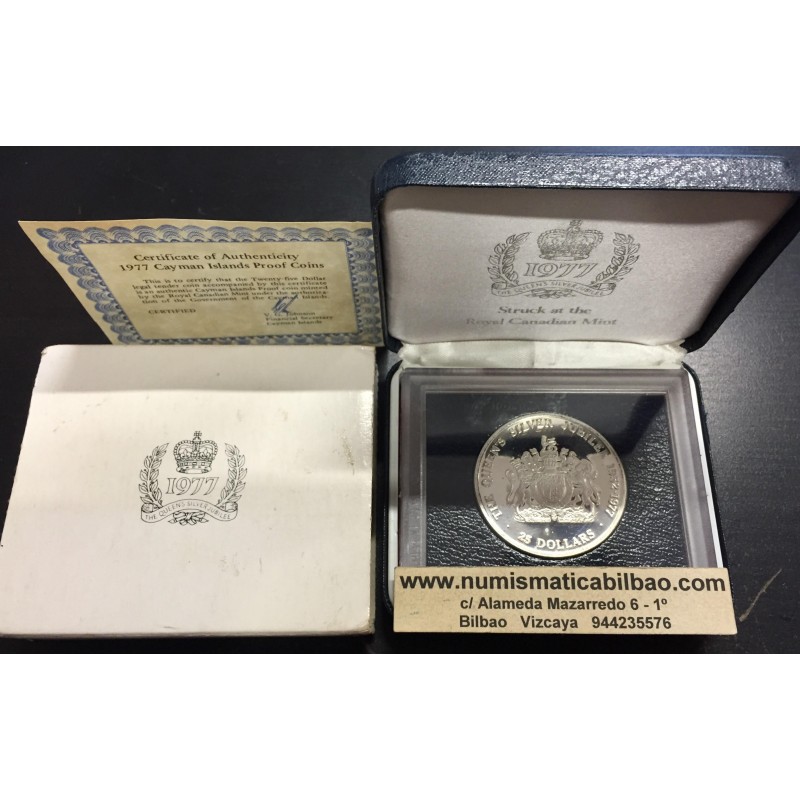 Certificate of Authenticity
1977 Cayman Islands Proof Coins
This is to certify that the Twenty-five Dollar
legal tender coin accompanied by this certificate
is an authentic Cayman Islands Proof coin minted
by the Royal Canadian Mint under the authoriza-
tion of the Government of the Cayman Islands
CERTIFIED
Johnson
Financial Secretary
Cayman Islands
1977
THE QUEENS SILVER JUBILEE
1977
THE QUEENS SILVER JUBILEE
Struck at the
Royal Canadian Mint
THE QUEEN'S SILVER JUBILEE 1952-1977
· 25 DOLLARS ·
www.numismaticabilbao.com
c/ Alameda Mazarredo 6 - 1º
Bilbao Vizcaya 944235576